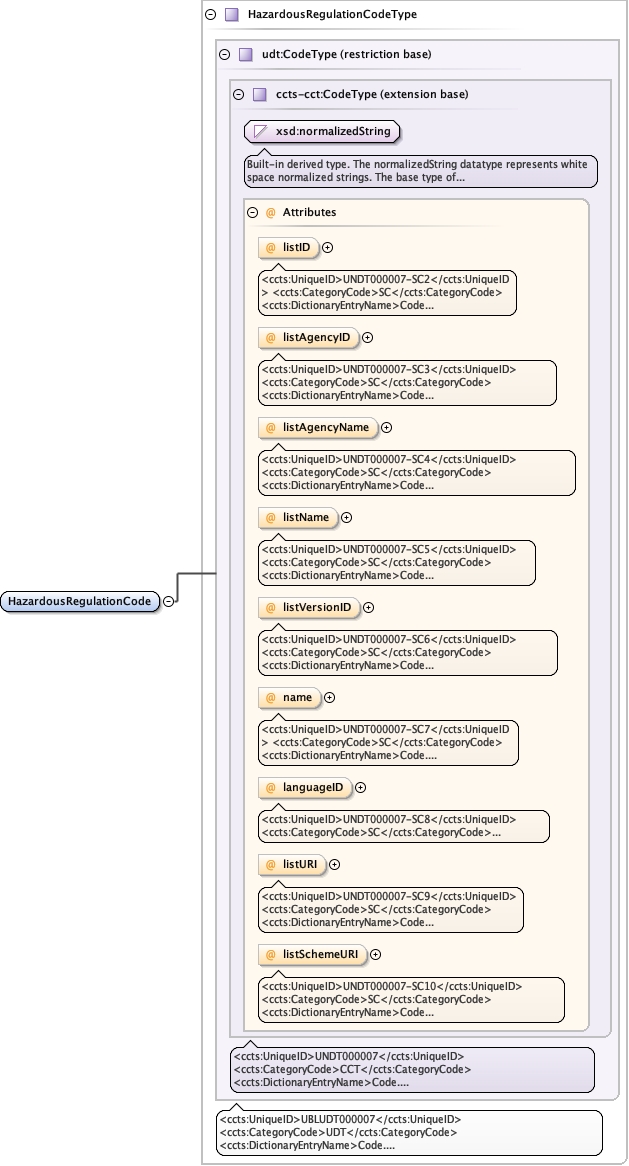 HazardousRegulationCodeType
udt:CodeType (restriction base)
ccts-cct:CodeType (extension base)
xsd:normalizedString
Built-in derived type. The normalizedString datatype represents white
space normalized strings. The base type of...
@ Attributes
@ listID
<ccts:UniqueID>UNDT000007-SC2</ccts:UniqueID
> <ccts:CategoryCode>SC</ccts:CategoryCode>
<ccts:DictionaryEntryName>Code...
@ listAgencyID
<ccts:UniqueID>UNDT000007-SC3</ccts:UniqueID>
<ccts:CategoryCode>SC</ccts:CategoryCode>
<ccts:DictionaryEntryName>Code...
@ listAgencyName
<ccts:UniqueID>UNDT000007-SC4</ccts:UniqueID>
<ccts:CategoryCode>SC</ccts:CategoryCode>
<ccts:DictionaryEntryName>Code...
@ listName
<ccts:UniqueID>UNDT000007-SC5</ccts:UniqueID>
<ccts:CategoryCode>SC</ccts:CategoryCode>
<ccts:DictionaryEntryName>Code...
HazardousRegulationCode
@ listVersionID
<ccts:UniqueID>UNDT000007-SC6</ccts:UniqueID>
<ccts:CategoryCode>SC</ccts:CategoryCode>
<ccts:DictionaryEntryName>Code...
@ name
<ccts:UniqueID>UNDT000007-SC7</ccts:UniqueID
> <ccts:CategoryCode>SC</ccts:CategoryCode>
<ccts:DictionaryEntryName>Code....
@ languageID
<ccts:UniqueID>UNDT000007-SC8</ccts:UniqueID>
<ccts:CategoryCode>SC</ccts:CategoryCode>...
@ listURI
<ccts:UniqueID>UNDT000007-SC9</ccts:UniqueID>
<ccts:CategoryCode>SC</ccts:CategoryCode>
<ccts:DictionaryEntryName>Code...
@ listSchemeURI
<ccts:UniqueID>UNDT000007-SC10</ccts:UniqueID>
<ccts:CategoryCode>SC</ccts:CategoryCode>
<ccts:DictionaryEntryName>Code...
<ccts:UniqueID>UNDT000007</ccts:UniqueID>
<ccts:CategoryCode>CCT</ccts:CategoryCode>
<ccts:DictionaryEntryName>Code....
<ccts:UniqueID>UBLUDT000007</ccts:UniqueID>
<ccts:CategoryCode>UDT</ccts:CategoryCode>
<ccts:DictionaryEntryName>Code....